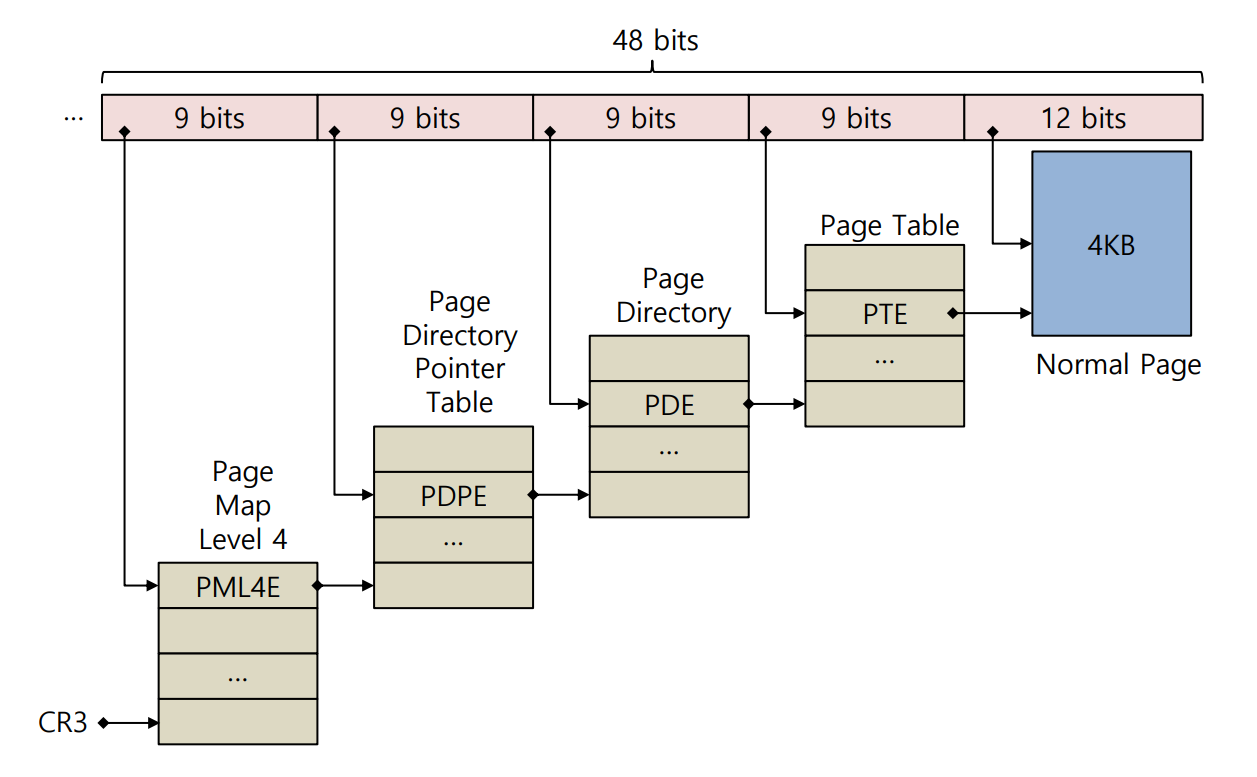 48 bits
...
9 bits
9 bits
9 bits
9 bits
12 bits
4KB
Normal Page
Page Table
PTE
...
Page
Directory
PDE
...
Page
Directory
Pointer
Table
PDPE
...
Page
Map
Level 4
PML4E
...
CR3